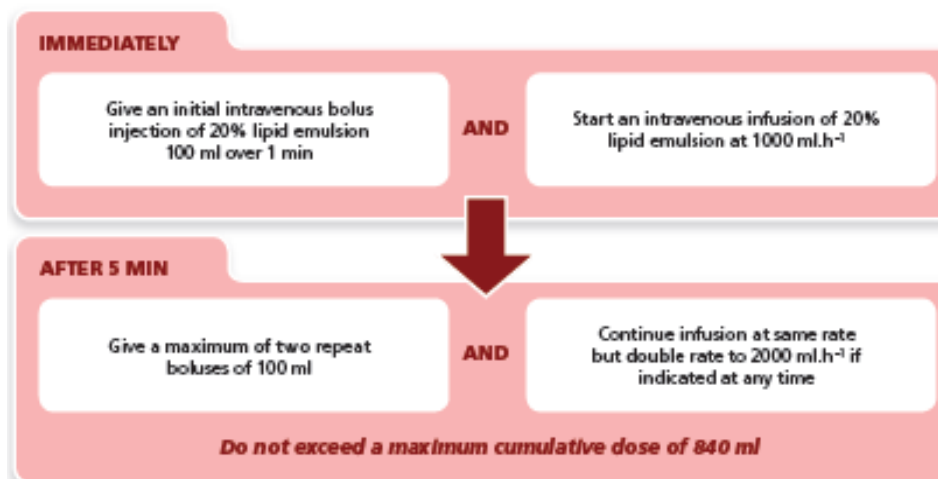 IMMEDIATELY
Give an initial intravenous bolus
injection of 20% lipid emulsion
100 ml over 1 min
AND
Start an intravenous infusion of 20%
lipid emulsion at 1000 ml.h⁻¹
AFTER 5 MIN
Give a maximum of two repeat
boluses of 100 ml
AND
Continue infusion at same rate
but double rate to 2000 ml.h⁻¹ if
indicated at any time
Do not exceed a maximum cumulative dose of 840 ml